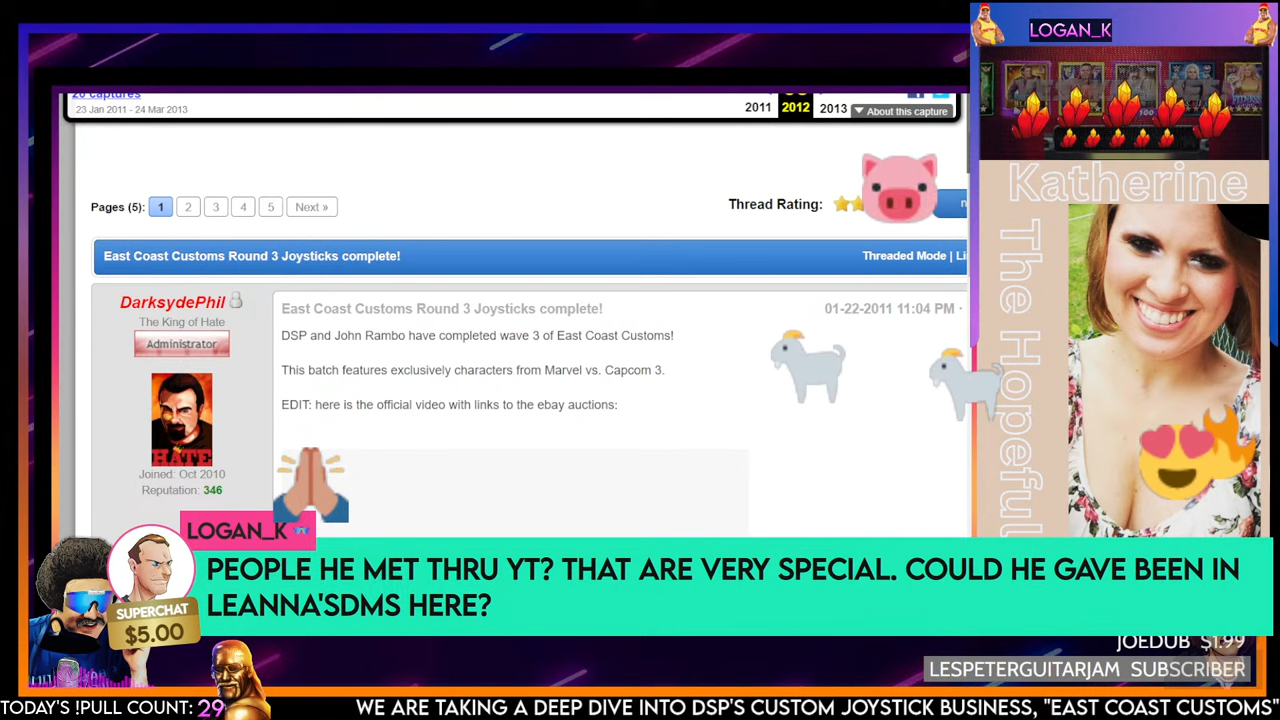 LOGAN_K
20 captures
23 Jan 2011 - 24 Mar 2013
2011 2012 2013 ▼ About this capture
Pages (5): 1 2 3 4 5 Next »
Thread Rating:
East Coast Customs Round 3 Joysticks complete!
Threaded Mode |
DarksydePhil
The King of Hate
Administrator
HATE
Joined: Oct 2010
Reputation: 346
East Coast Customs Round 3 Joysticks complete!
01-22-2011 11:04 PM ·
DSP and John Rambo have completed wave 3 of East Coast Customs!
This batch features exclusively characters from Marvel vs. Capcom 3.
EDIT: here is the official video with links to the ebay auctions:
Katherine
The Hopeful
LOGAN_K
PEOPLE HE MET THRU YT? THAT ARE VERY SPECIAL. COULD HE GAVE BEEN IN
LEANNA'SDMS HERE?
SUPERCHAT
$5.00
JOEDUB $1.99
LESPETERGUITARJAM SUBSCRIBER
TODAY'S !PULL COUNT: 29
WE ARE TAKING A DEEP DIVE INTO DSP'S CUSTOM JOYSTICK BUSINESS, "EAST COAST CUSTOMS"